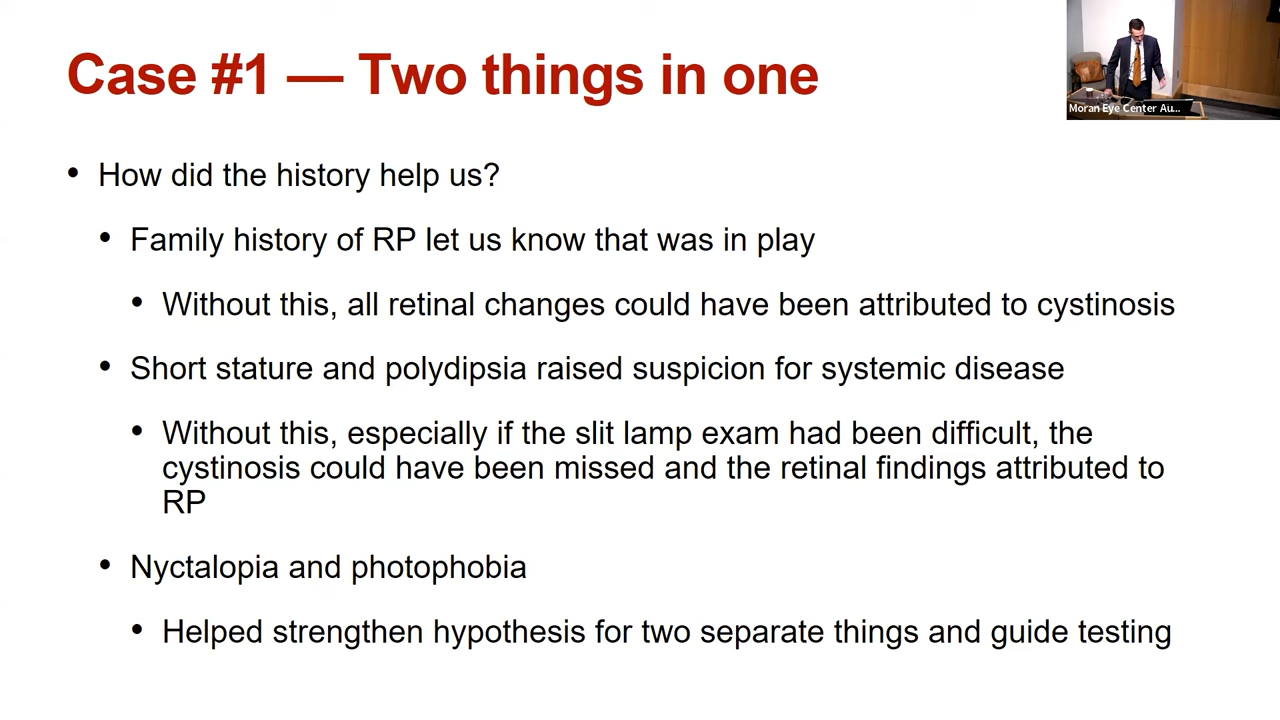 Case #1 — Two things in one
Moran Eye Center Au...
• How did the history help us?
• Family history of RP let us know that was in play
• Without this, all retinal changes could have been attributed to cystinosis
• Short stature and polydipsia raised suspicion for systemic disease
• Without this, especially if the slit lamp exam had been difficult, the
cystinosis could have been missed and the retinal findings attributed to
RP
• Nyctalopia and photophobia
• Helped strengthen hypothesis for two separate things and guide testing